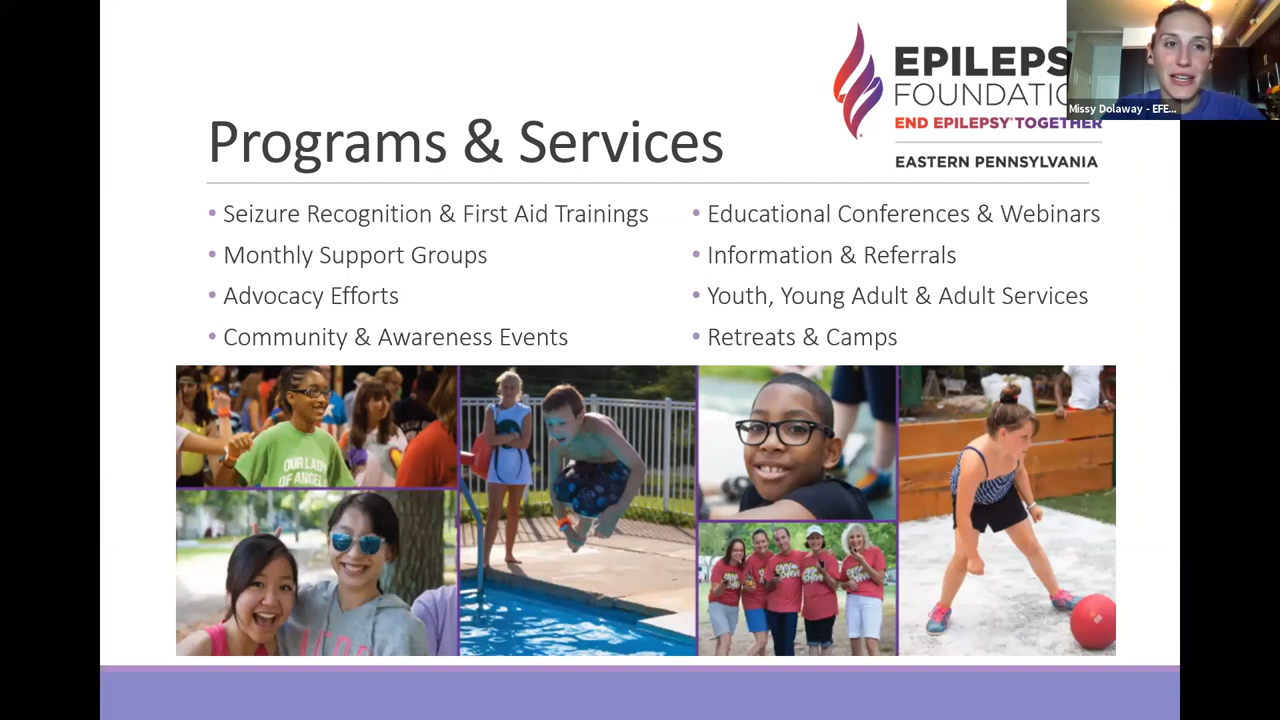 EPILEPS
FOUNDATIO
END EPILEPSY TOGETHER
EASTERN PENNSYLVANIA
Missy Dolaway - EFE...
Programs & Services
• Seizure Recognition & First Aid Trainings
• Monthly Support Groups
• Advocacy Efforts
• Community & Awareness Events
• Educational Conferences & Webinars
• Information & Referrals
• Youth, Young Adult & Adult Services
• Retreats & Camps
OUR LADY
OF ANGELS